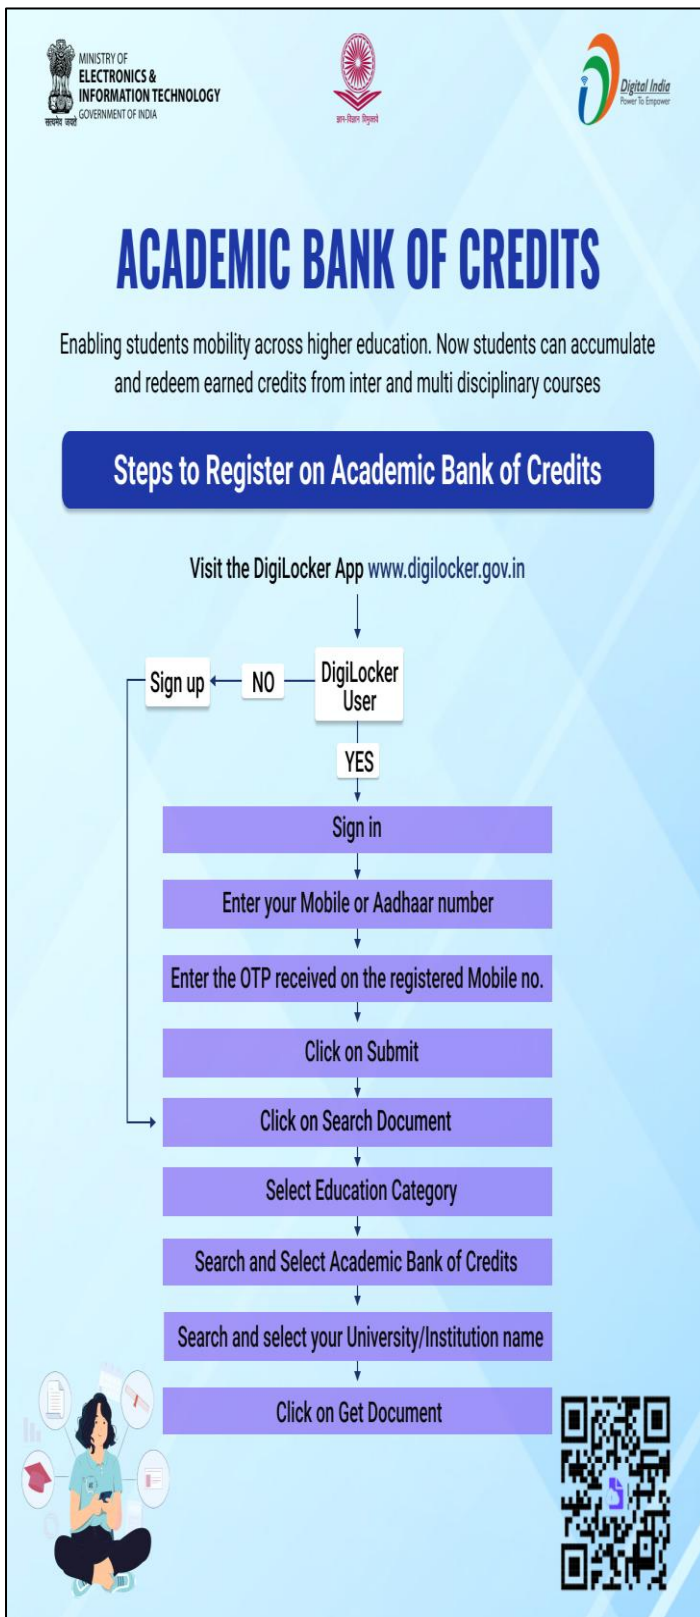 MINISTRY OF
ELECTRONICS &
INFORMATION TECHNOLOGY
GOVERNMENT OF INDIA
सत्यमेव जयते
ज्ञान-विज्ञान विमुक्तये
Digital India
Power To Empower
ACADEMIC BANK OF CREDITS
Enabling students mobility across higher education. Now students can accumulate
and redeem earned credits from inter and multi disciplinary courses
Steps to Register on Academic Bank of Credits
Visit the DigiLocker App www.digilocker.gov.in
Sign up
NO
DigiLocker
User
YES
Sign in
Enter your Mobile or Aadhaar number
Enter the OTP received on the registered Mobile no.
Click on Submit
Click on Search Document
Select Education Category
Search and Select Academic Bank of Credits
Search and select your University/Institution name
Click on Get Document